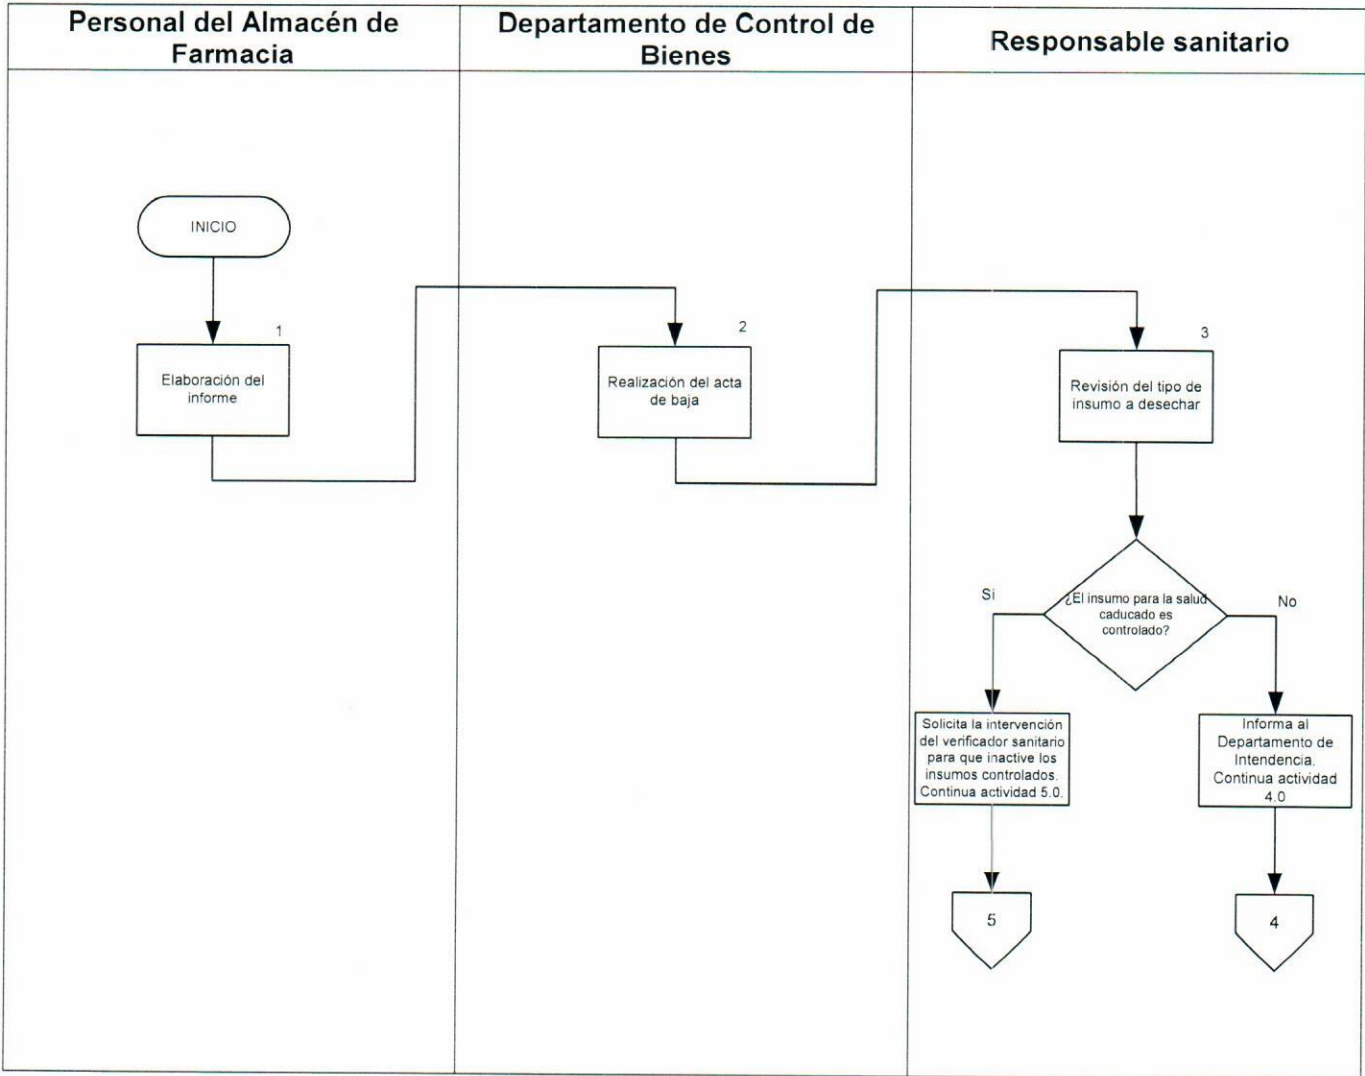 Personal del Almacén de
Farmacia
Departamento de Control de
Bienes
Responsable sanitario
INICIO
1
Elaboración del
informe
2
Realización del acta
de baja
3
Revisión del tipo de
insumo a desechar
¿El insumo para la salud
caducado es
controlado?
Si
No
Solicita la intervención
del verificador sanitario
para que inactive los
insumos controlados.
Continua actividad 5.0.
Informa al
Departamento de
Intendencia.
Continua actividad
4.0
5
4